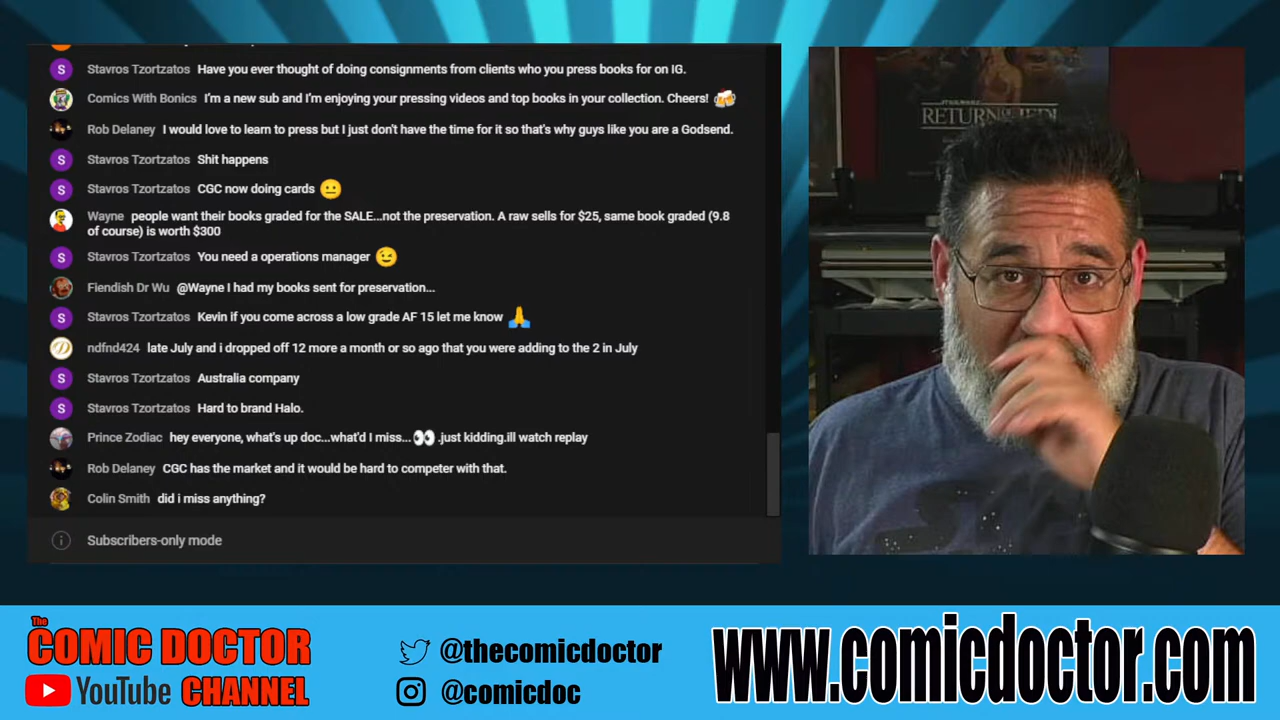 Stavros Tzortzatos Have you ever thought of doing consignments from clients who you press books for on IG.
Comics With Bonics I'm a new sub and I'm enjoying your pressing videos and top books in your collection. Cheers! 🍻
Rob Delaney I would love to learn to press but I just don't have the time for it so that's why guys like you are a Godsend.
Stavros Tzortzatos Shit happens
Stavros Tzortzatos CGC now doing cards 😐
Wayne people want their books graded for the SALE...not the preservation. A raw sells for $25, same book graded (9.8
of course) is worth $300
Stavros Tzortzatos You need a operations manager 😉
Fiendish Dr Wu @Wayne I had my books sent for preservation...
Stavros Tzortzatos Kevin if you come across a low grade AF 15 let me know 🙏
ndfnd424 late July and i dropped off 12 more a month or so ago that you were adding to the 2 in July
Stavros Tzortzatos Australia company
Stavros Tzortzatos Hard to brand Halo.
Prince Zodiac hey everyone, what's up doc...what'd I miss... 👀 .just kidding.ill watch replay
Rob Delaney CGC has the market and it would be hard to competer with that.
Colin Smith did i miss anything?
Subscribers-only mode
STAR WARS
RETURN OF THE JEDI
The
COMIC DOCTOR
YouTube CHANNEL
@thecomicdoctor
@comicdoc
www.comicdoctor.com